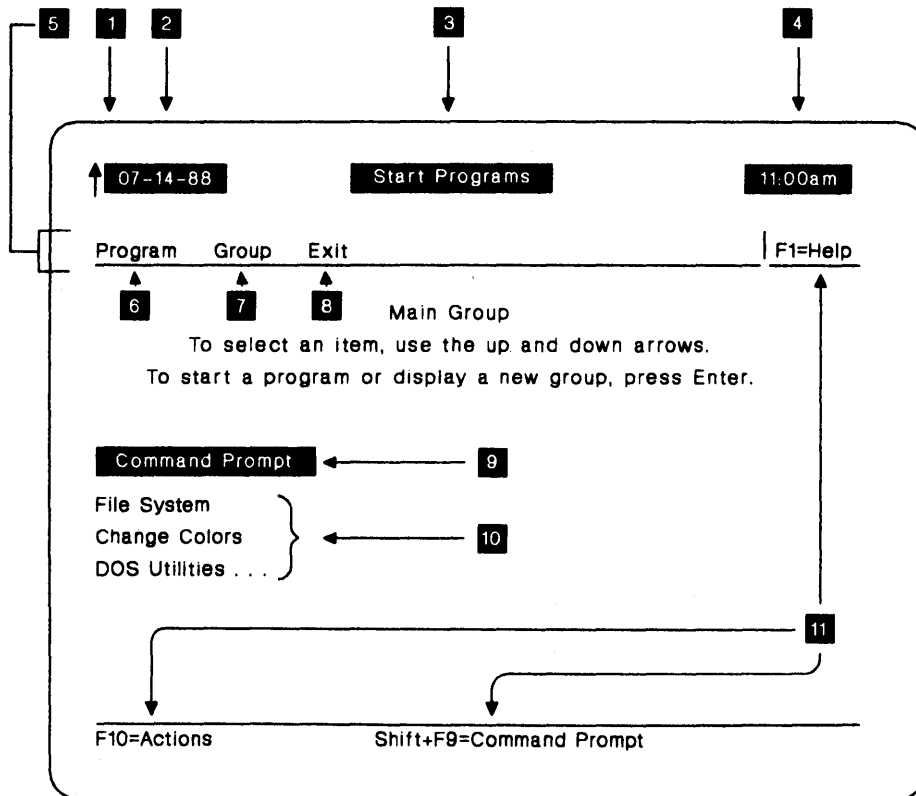 5 1 2 3 4
07-14-88 Start Programs 11:00am
Program Group Exit F1=Help
6 7 8
Main Group
To select an item, use the up and down arrows.
To start a program or display a new group, press Enter.
Command Prompt 9
File System
Change Colors 10
DOS Utilities . . .
11
F10=Actions Shift+F9=Command Prompt